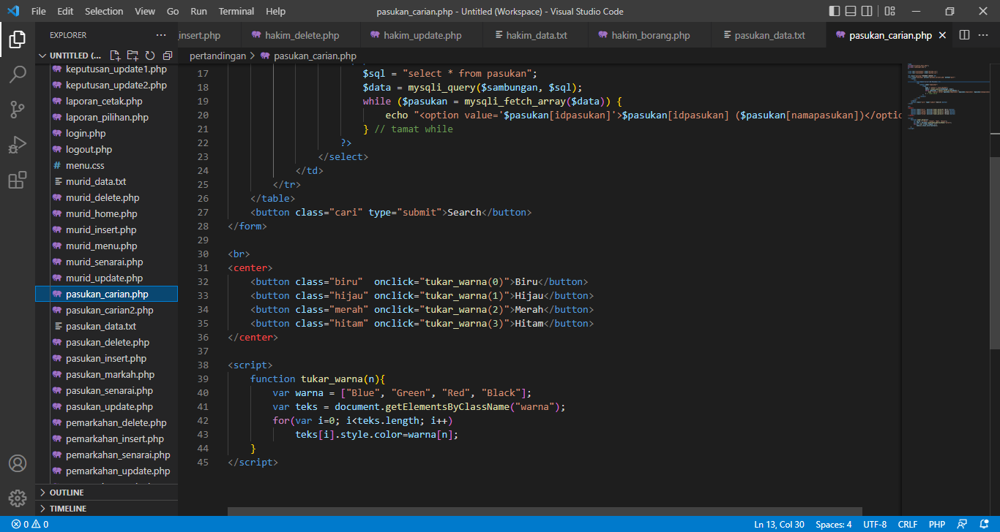 File Edit Selection View Go Run Terminal Help pasukan_carian.php - Untitled (Workspace) - Visual Studio Code
EXPLORER
insert.php hakim_delete.php hakim_update.php hakim_data.txt hakim_borang.php pasukan_data.txt pasukan_carian.php
UNTITLED (...
pertandingan > pasukan_carian.php
keputusan_update1.php
keputusan_update2.php
laporan_cetak.php
laporan_pilihan.php
login.php
logout.php
# menu.css
murid_data.txt
murid_delete.php
murid_home.php
murid_insert.php
murid_menu.php
murid_senarai.php
murid_update.php
pasukan_carian.php
pasukan_carian2.php
pasukan_data.txt
pasukan_delete.php
pasukan_insert.php
pasukan_markah.php
pasukan_senarai.php
pasukan_update.php
pemarkahan_delete.php
pemarkahan_insert.php
pemarkahan_senarai.php
pemarkahan_update.php
OUTLINE
TIMELINE
17 $sql = "select * from pasukan";
18 $data = mysqli_query($sambungan, $sql);
19 while ($pasukan = mysqli_fetch_array($data)) {
20 echo "<option value='$pasukan[idpasukan]'>$pasukan[idpasukan] ($pasukan[namapasukan])</optio
21 } // tamat while
22 ?>
23 </select>
24 </td>
25 </tr>
26 </table>
27 <button class="cari" type="submit">Search</button>
28 </form>
29
30 <br>
31 <center>
32 <button class="biru"  onclick="tukar_warna(0)">Biru</button>
33 <button class="hijau" onclick="tukar_warna(1)">Hijau</button>
34 <button class="merah" onclick="tukar_warna(2)">Merah</button>
35 <button class="hitam" onclick="tukar_warna(3)">Hitam</button>
36 </center>
37
38 <script>
39 function tukar_warna(n){
40 var warna = ["Blue", "Green", "Red", "Black"];
41 var teks = document.getElementsByClassName("warna");
42 for(var i=0; i<teks.length; i++)
43 teks[i].style.color=warna[n];
44 }
45 </script>
0 0 Ln 13, Col 30 Spaces: 4 UTF-8 CRLF PHP